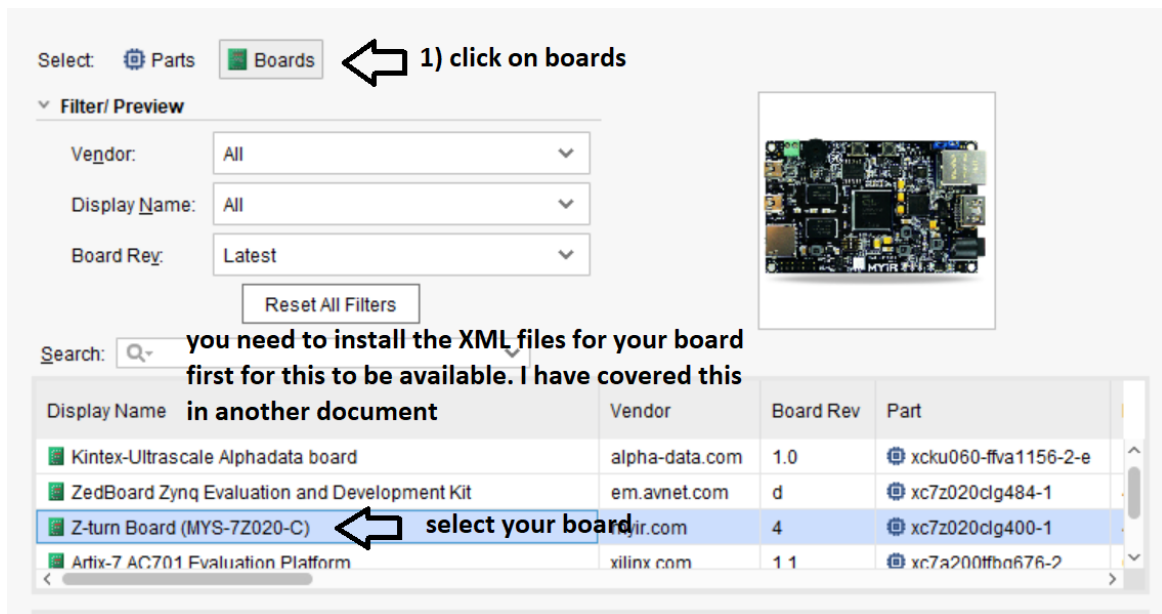 Select: Parts Boards 1) click on boards
Filter/ Preview
Vendor: All
Display Name: All
Board Rev: Latest
Reset All Filters
you need to install the XML files for your board
Search:
first for this to be available. I have covered this
in another document
Display Name Vendor Board Rev Part
Kintex-Ultrascale Alphadata board alpha-data.com 1.0 xcku060-ffva1156-2-e
ZedBoard Zynq Evaluation and Development Kit em.avnet.com d xc7z020clg484-1
Z-turn Board (MYS-7Z020-C) select your board myir.com 4 xc7z020clg400-1
Artix-7 AC701 Evaluation Platform xilinx.com 1.1 xc7a200tfbg676-2
MYIR